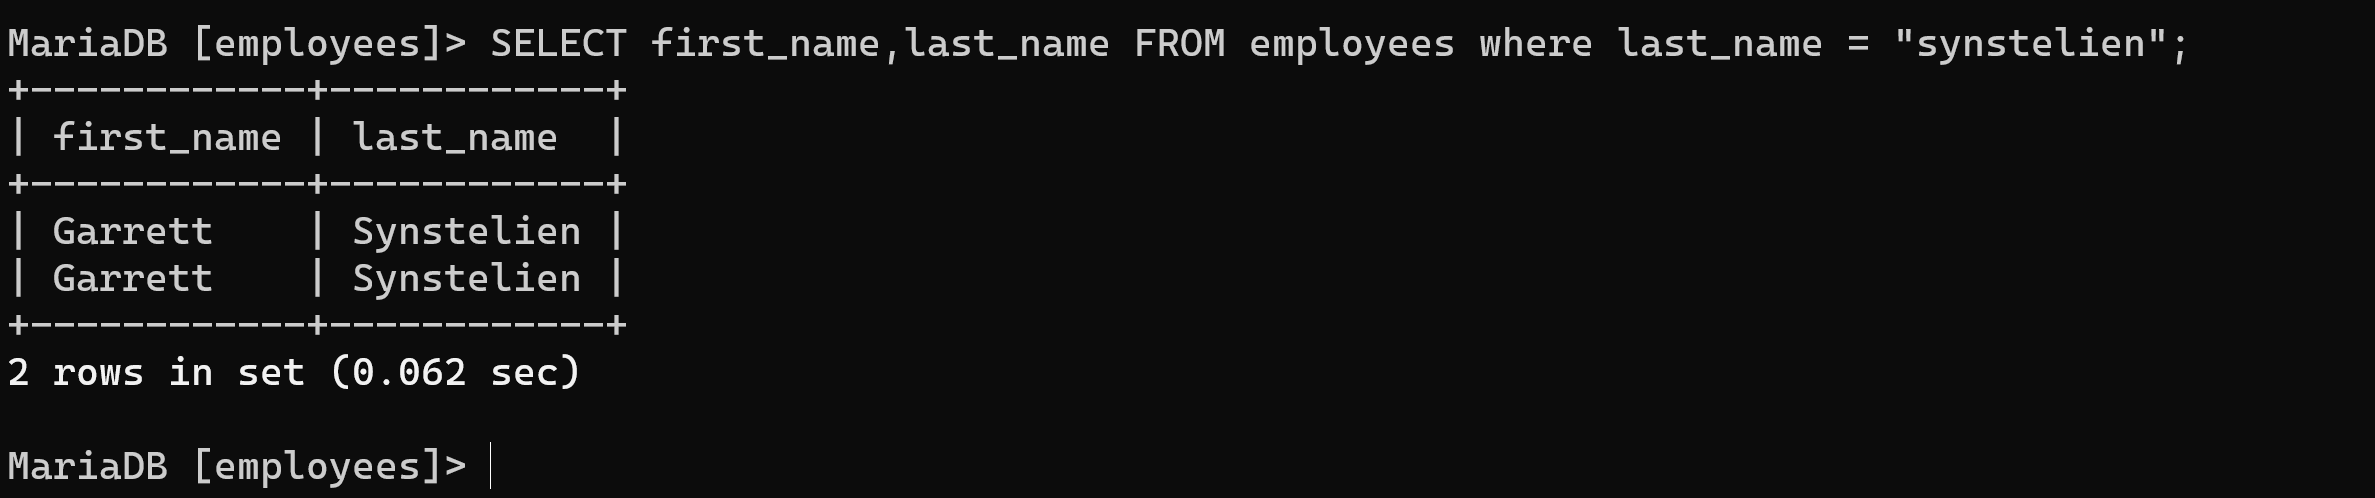 MariaDB [employees]> SELECT first_name,last_name FROM employees where last_name = "synstelien";
+------------+------------+
| first_name | last_name  |
+------------+------------+
| Garrett    | Synstelien |
| Garrett    | Synstelien |
+------------+------------+
2 rows in set (0.062 sec)
MariaDB [employees]>